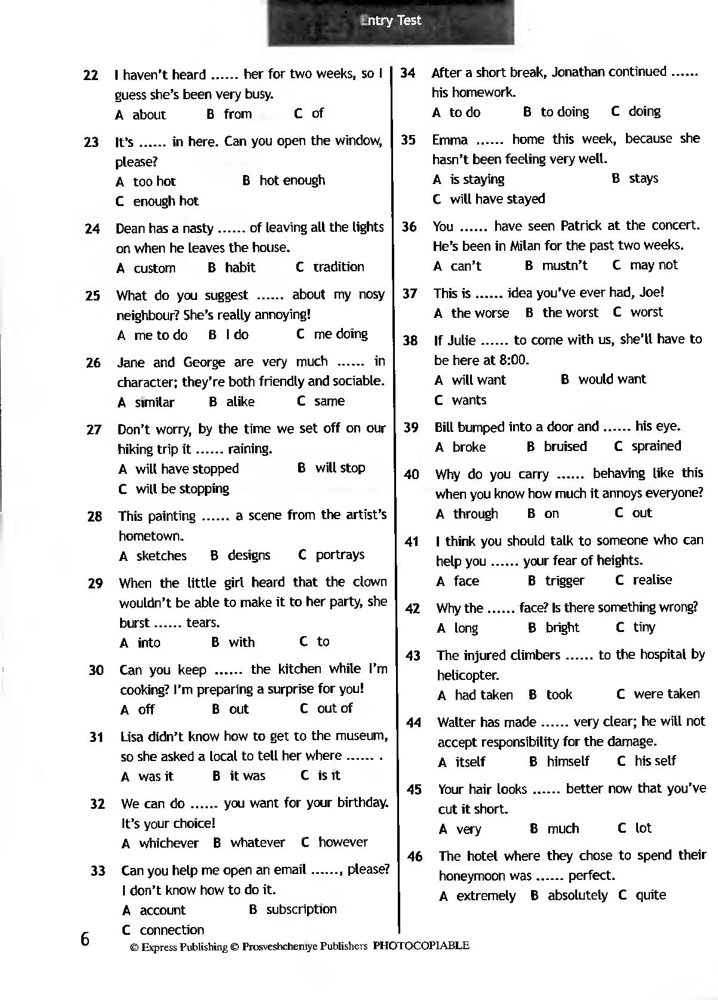 Entry Test
22 I haven't heard ...... her for two weeks, so I
guess she's been very busy.
A about B from C of
23 It's ...... in here. Can you open the window,
please?
A too hot B hot enough
C enough hot
24 Dean has a nasty ...... of leaving all the lights
on when he leaves the house.
A custom B habit C tradition
25 What do you suggest ...... about my nosy
neighbour? She's really annoying!
A me to do B I do C me doing
26 Jane and George are very much ...... in
character; they're both friendly and sociable.
A similar B alike C same
27 Don't worry, by the time we set off on our
hiking trip it ...... raining.
A will have stopped B will stop
C will be stopping
28 This painting ...... a scene from the artist's
hometown.
A sketches B designs C portrays
29 When the little girl heard that the clown
wouldn't be able to make it to her party, she
burst ...... tears.
A into B with C to
30 Can you keep ...... the kitchen while I'm
cooking? I'm preparing a surprise for you!
A off B out C out of
31 Lisa didn't know how to get to the museum,
so she asked a local to tell her where ...... .
A was it B it was C is it
32 We can do ...... you want for your birthday.
It's your choice!
A whichever B whatever C however
33 Can you help me open an email ......, please?
I don't know how to do it.
A account B subscription
C connection
34 After a short break, Jonathan continued ......
his homework.
A to do B to doing C doing
35 Emma ...... home this week, because she
hasn't been feeling very well.
A is staying B stays
C will have stayed
36 You ...... have seen Patrick at the concert.
He's been in Milan for the past two weeks.
A can't B mustn't C may not
37 This is ...... idea you've ever had, Joe!
A the worse B the worst C worst
38 If Julie ...... to come with us, she'll have to
be here at 8:00.
A will want B would want
C wants
39 Bill bumped into a door and ...... his eye.
A broke B bruised C sprained
40 Why do you carry ...... behaving like this
when you know how much it annoys everyone?
A through B on C out
41 I think you should talk to someone who can
help you ...... your fear of heights.
A face B trigger C realise
42 Why the ...... face? Is there something wrong?
A long B bright C tiny
43 The injured climbers ...... to the hospital by
helicopter.
A had taken B took C were taken
44 Walter has made ...... very clear; he will not
accept responsibility for the damage.
A itself B himself C his self
45 Your hair looks ...... better now that you've
cut it short.
A very B much C lot
46 The hotel where they chose to spend their
honeymoon was ...... perfect.
A extremely B absolutely C quite
6
© Express Publishing © Prosveshcheniye Publishers PHOTOCOPIABLE